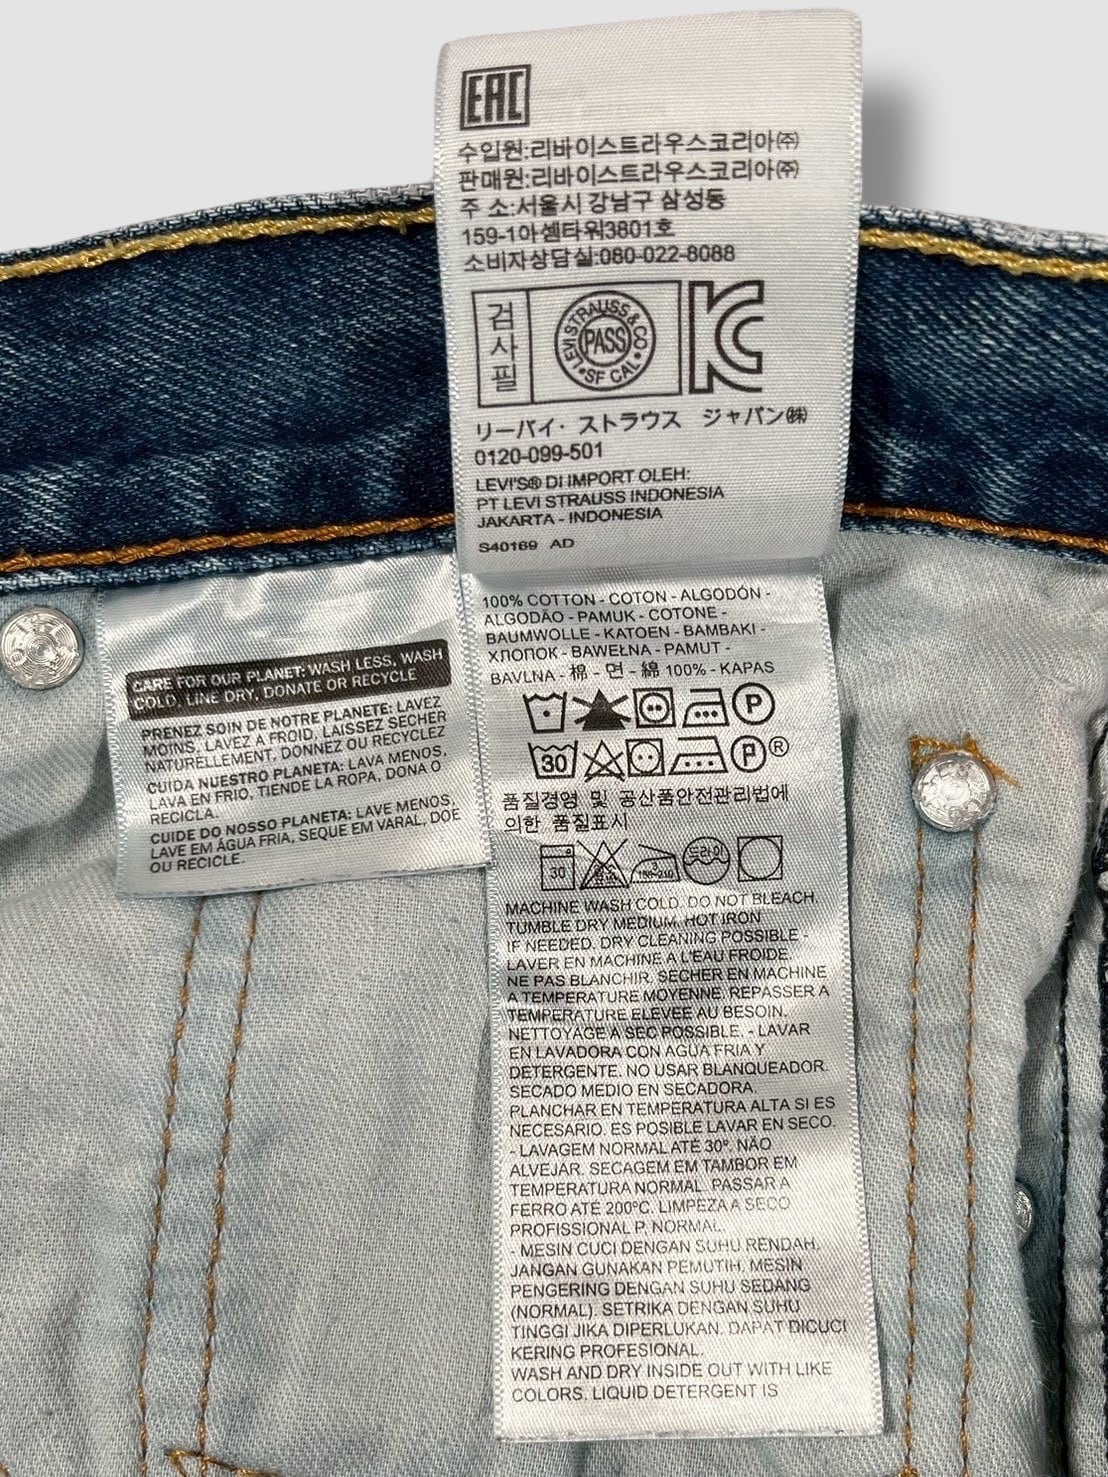 EAC
수입원:리바이스트라우스코리아㈜
판매원:리바이스트라우스코리아㈜
주 소:서울시 강남구 삼성동
159-1아셈타워3801호
소비자상담실:080-022-8088
검사필
LEVI STRAUSS & CO
PASS
SF CAL
KC
リーバイ・ストラウス ジャパン㈱
0120-099-501
LEVI'S® DI IMPORT OLEH:
PT LEVI STRAUSS INDONESIA
JAKARTA - INDONESIA
S40169 AD
CARE FOR OUR PLANET: WASH LESS, WASH
COLD, LINE DRY, DONATE OR RECYCLE
PRENEZ SOIN DE NOTRE PLANETE: LAVEZ
MOINS, LAVEZ A FROID, LAISSEZ SECHER
NATURELLEMENT, DONNEZ OU RECYCLEZ
CUIDA NUESTRO PLANETA: LAVA MENOS,
LAVA EN FRIO, TIENDE LA ROPA, DONA O
RECICLA.
CUIDE DO NOSSO PLANETA: LAVE MENOS,
LAVE EM ÁGUA FRIA, SEQUE EM VARAL, DOE
OU RECICLE.
100% COTTON - COTON - ALGODÓN -
ALGODÃO - PAMUK - COTONE -
BAUMWOLLE - KATOEN - BAMBAKI -
ХЛОПОК - BAWEŁNA - PAMUT -
BAVLNA - 棉 - 면 - 綿 100% - KAPAS
P
30 P ®
품질경영 및 공산품안전관리법에
의한 품질표시
30
MACHINE WASH COLD. DO NOT BLEACH.
TUMBLE DRY MEDIUM. HOT IRON
IF NEEDED. DRY CLEANING POSSIBLE -
LAVER EN MACHINE A L'EAU FROIDE.
NE PAS BLANCHIR. SECHER EN MACHINE
A TEMPERATURE MOYENNE. REPASSER A
TEMPERATURE ELEVEE AU BESOIN.
NETTOYAGE A SEC POSSIBLE. - LAVAR
EN LAVADORA CON AGUA FRIA Y
DETERGENTE. NO USAR BLANQUEADOR.
SECADO MEDIO EN SECADORA.
PLANCHAR EN TEMPERATURA ALTA SI ES
NECESARIO. ES POSIBLE LAVAR EN SECO.
- LAVAGEM NORMAL ATÉ 30º. NÃO
ALVEJAR. SECAGEM EM TAMBOR EM
TEMPERATURA NORMAL. PASSAR A
FERRO ATÉ 200ºC. LIMPEZA A SECO
PROFISSIONAL P. NORMAL.
- MESIN CUCI DENGAN SUHU RENDAH.
JANGAN GUNAKAN PEMUTIH. MESIN
PENGERING DENGAN SUHU SEDANG
(NORMAL). SETRIKA DENGAN SUHU
TINGGI JIKA DIPERLUKAN. DAPAT DICUCI
KERING PROFESIONAL.
WASH AND DRY INSIDE OUT WITH LIKE
COLORS. LIQUID DETERGENT IS